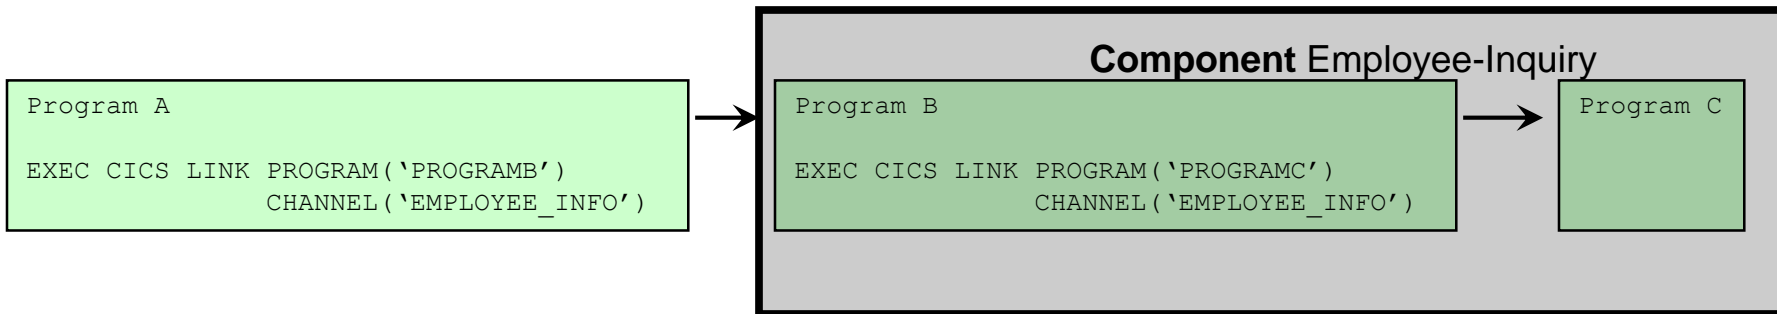 Component Employee-Inquiry
Program A
EXEC CICS LINK PROGRAM(‘PROGRAMB’)
CHANNEL(‘EMPLOYEE_INFO’)
Program B
EXEC CICS LINK PROGRAM(‘PROGRAMC’)
CHANNEL(‘EMPLOYEE_INFO’)
Program C